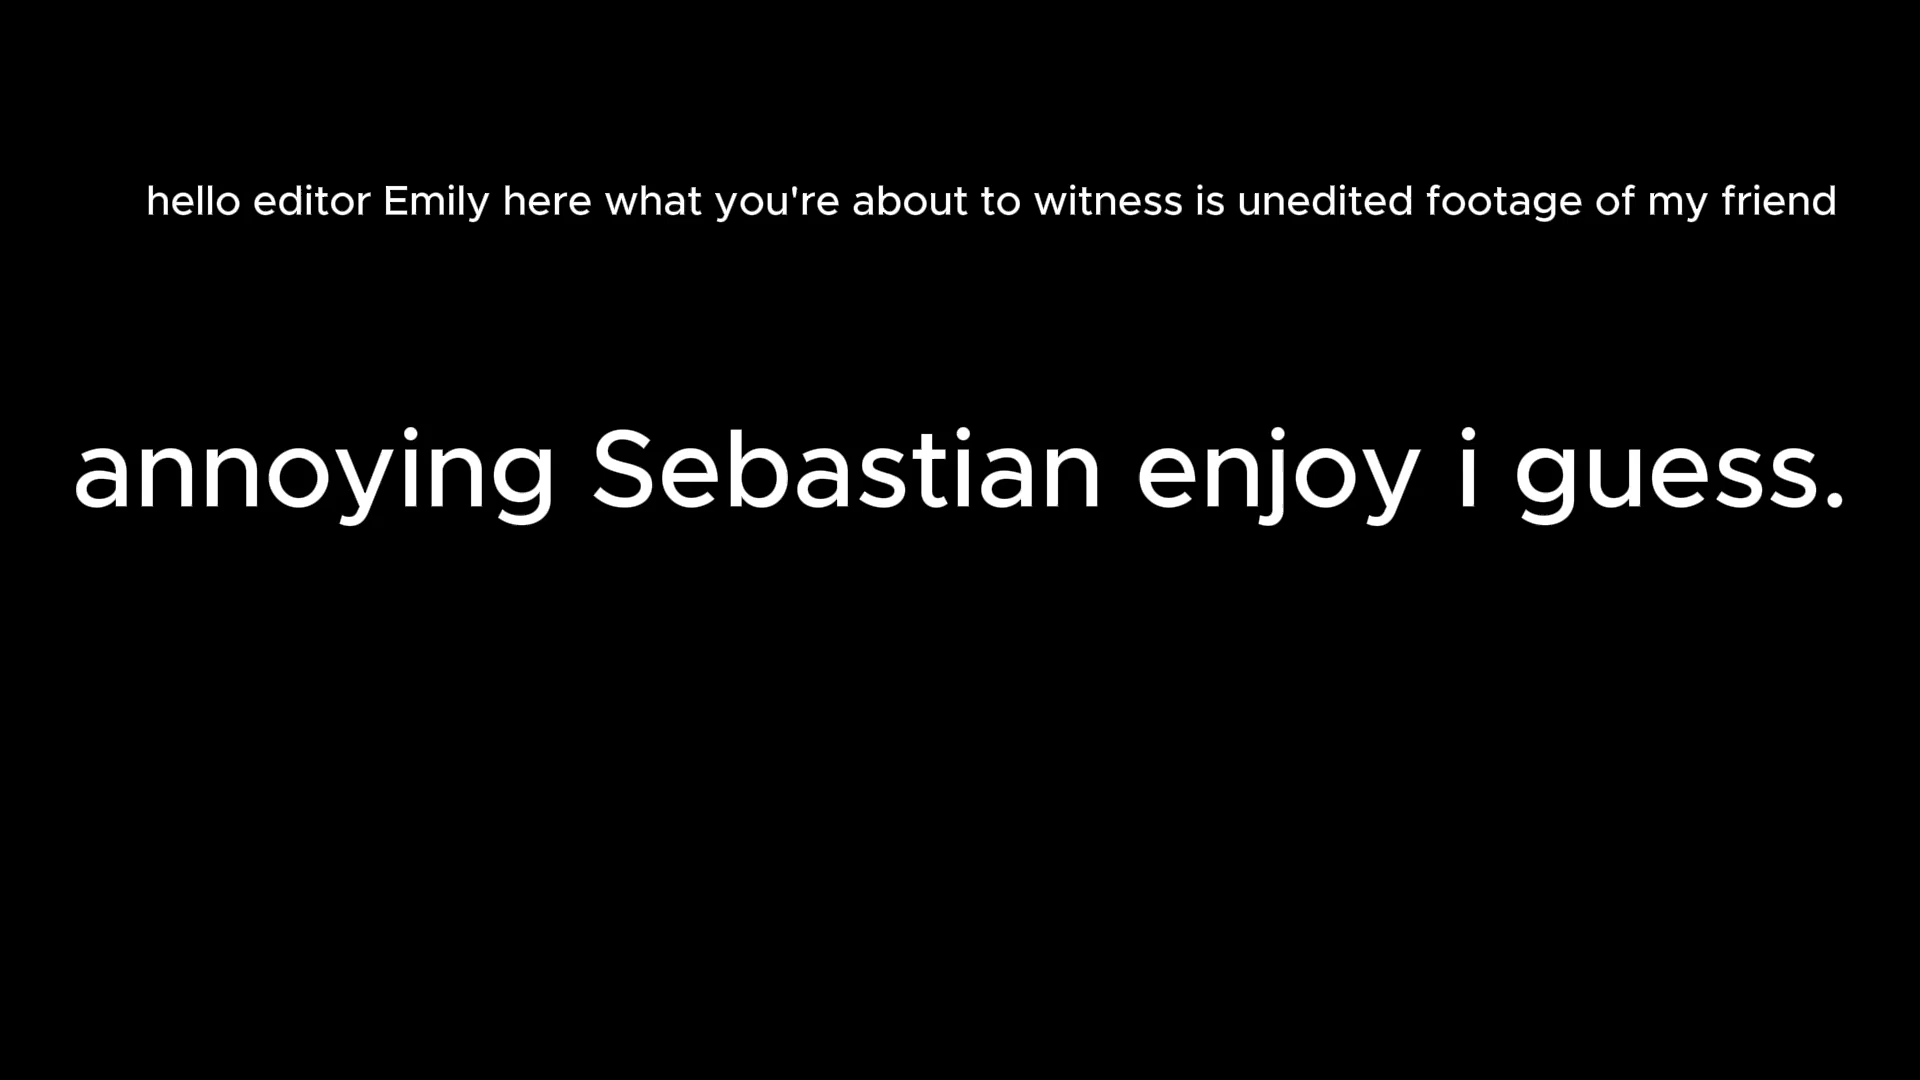 hello editor Emily here what you're about to witness is unedited footage of my friend
annoying Sebastian enjoy i guess.